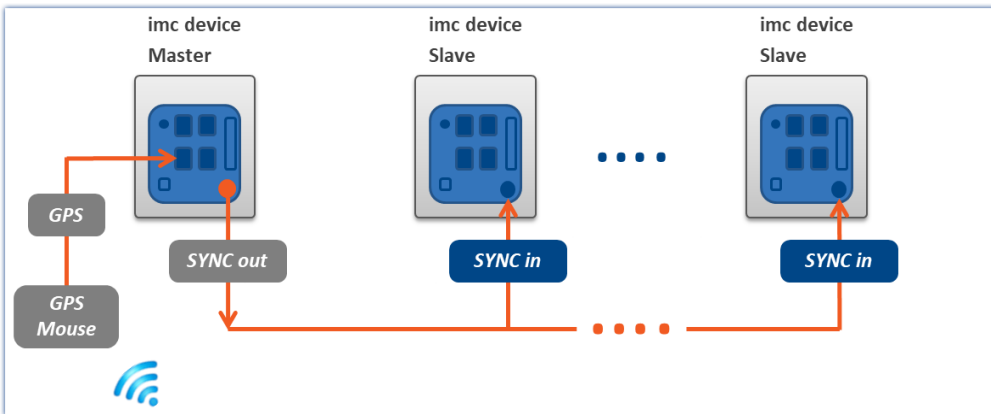 imc device
Master
imc device
Slave
imc device
Slave
GPS
SYNC out
SYNC in
SYNC in
GPS
Mouse